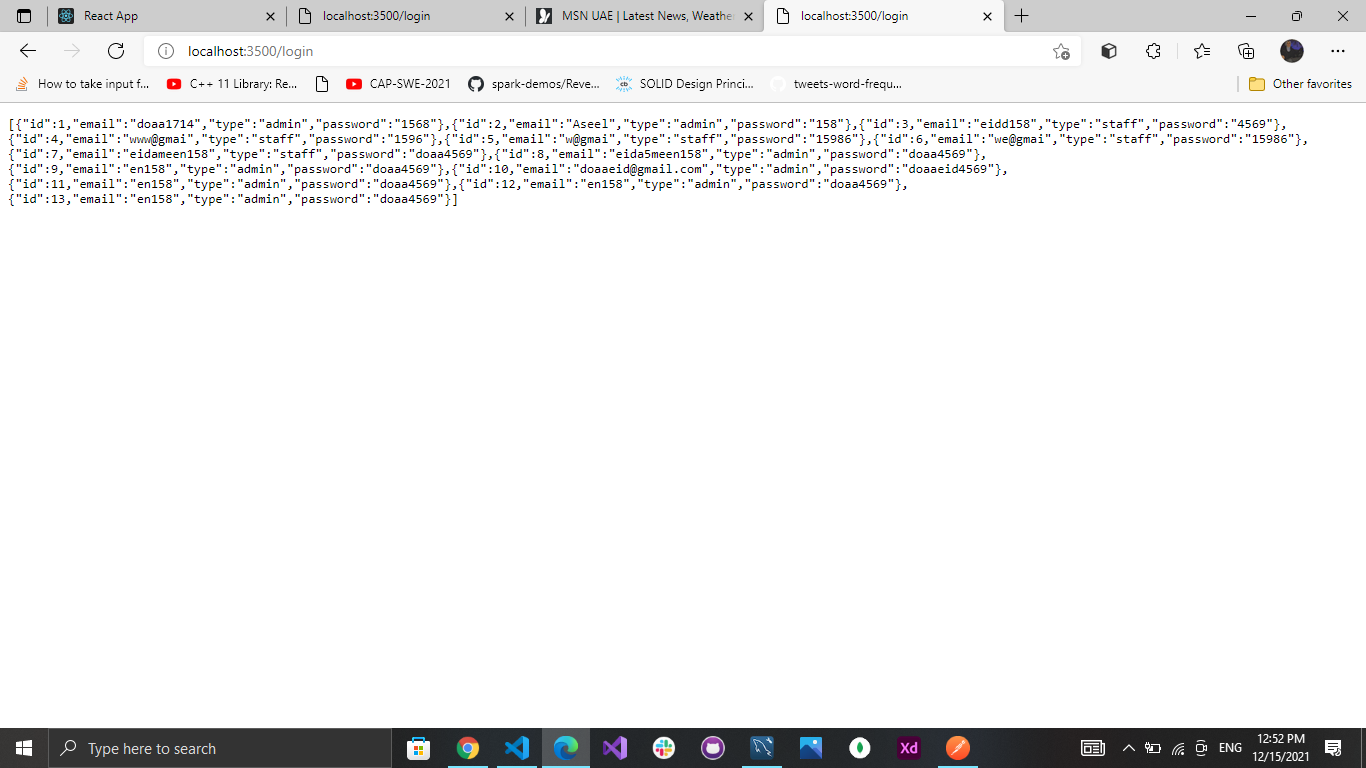 React App
localhost:3500/login
MSN UAE | Latest News, Weathe
localhost:3500/login
localhost:3500/login
How to take input f...
C++ 11 Library: Re...
CAP-SWE-2021
spark-demos/Reve...
SOLID Design Princi...
tweets-word-frequ...
Other favorites
[{"id":1,"email":"doaa1714","type":"admin","password":"1568"},{"id":2,"email":"Aseel","type":"admin","password":"158"},{"id":3,"email":"eidd158","type":"staff","password":"4569"},
{"id":4,"email":"www@gmai","type":"staff","password":"1596"},{"id":5,"email":"w@gmai","type":"staff","password":"15986"},{"id":6,"email":"we@gmai","type":"staff","password":"15986"},
{"id":7,"email":"eidameen158","type":"staff","password":"doaa4569"},{"id":8,"email":"eida5meen158","type":"admin","password":"doaa4569"},
{"id":9,"email":"en158","type":"admin","password":"doaa4569"},{"id":10,"email":"doaaeid@gmail.com","type":"admin","password":"doaaeid4569"},
{"id":11,"email":"en158","type":"admin","password":"doaa4569"},{"id":12,"email":"en158","type":"admin","password":"doaa4569"},
{"id":13,"email":"en158","type":"admin","password":"doaa4569"}]
Type here to search
Xd
ENG
12:52 PM
12/15/2021